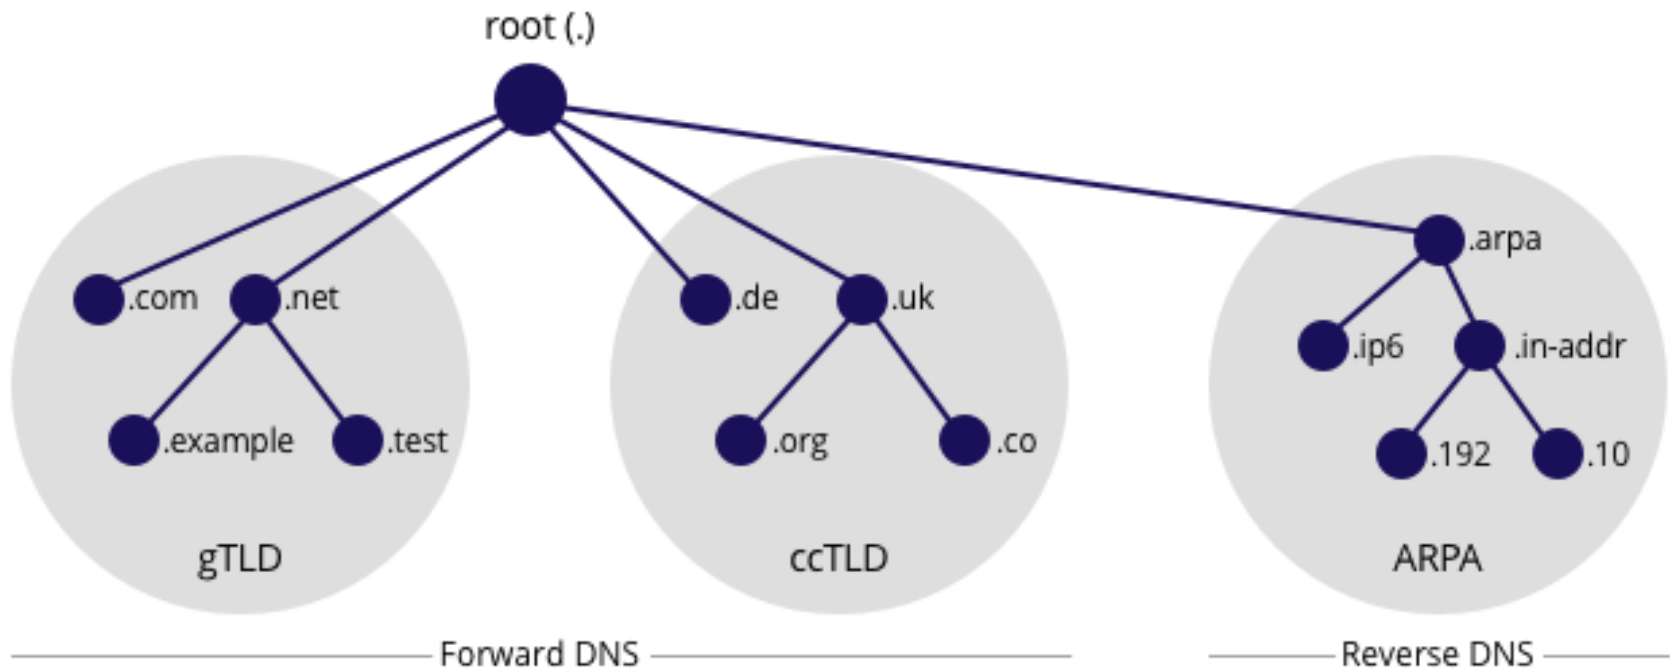 root (.)
.com
.net
.de
.uk
.arpa
.ip6
.in-addr
.example
.test
.org
.co
.192
.10
gTLD
ccTLD
ARPA
Forward DNS
Reverse DNS